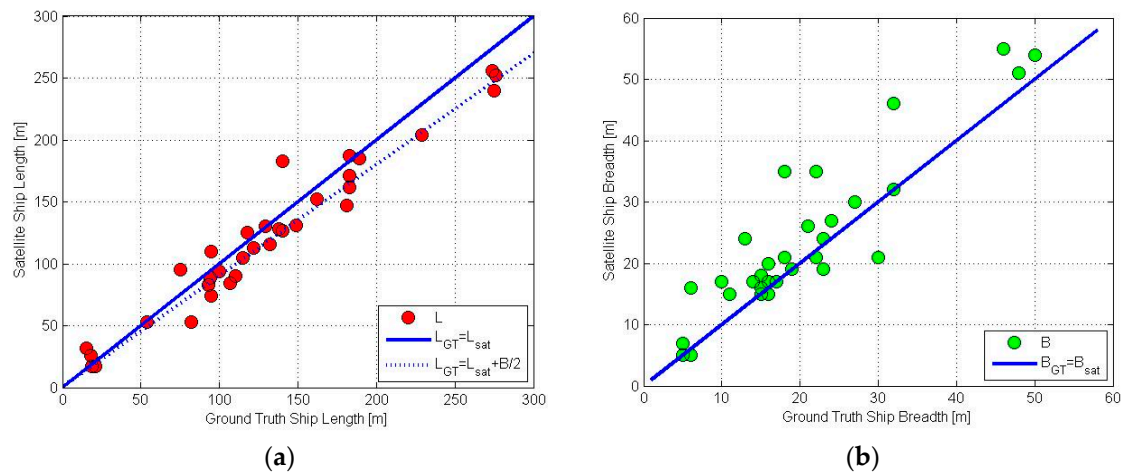 300
250
200
150
100
50
0
Satellite Ship Length [m]
0 50 100 150 200 250 300
Ground Truth Ship Length [m]
L
L_GT=L_sat
L_GT=L_sat+B/2
(a)
60
50
40
30
20
10
0
Satellite Ship Breadth [m]
0 10 20 30 40 50 60
Ground Truth Ship Breadth [m]
B
B_GT=B_sat
(b)